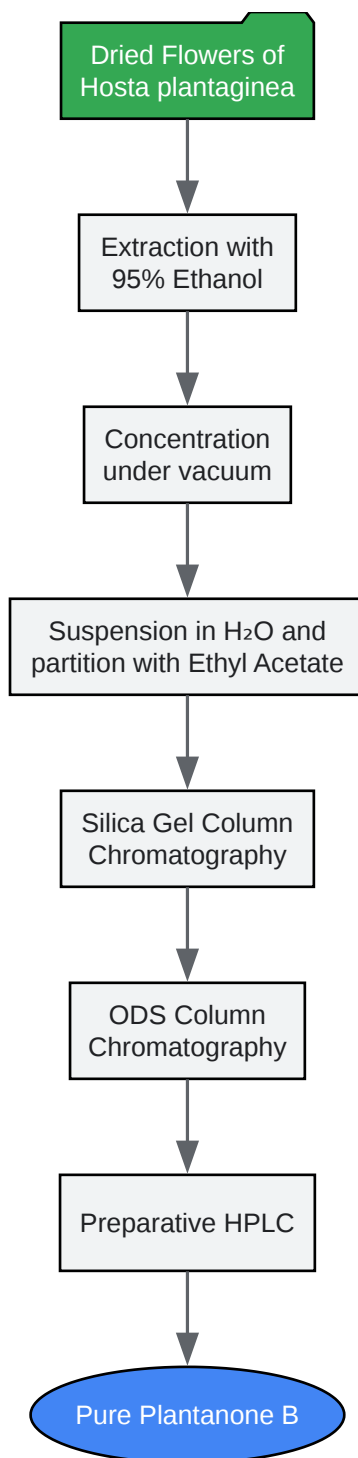 Dried Flowers of
Hosta plantaginea
Extraction with
95% Ethanol
Concentration
under vacuum
Suspension in H₂O and
partition with Ethyl Acetate
Silica Gel Column
Chromatography
ODS Column
Chromatography
Preparative HPLC
Pure Plantanone B